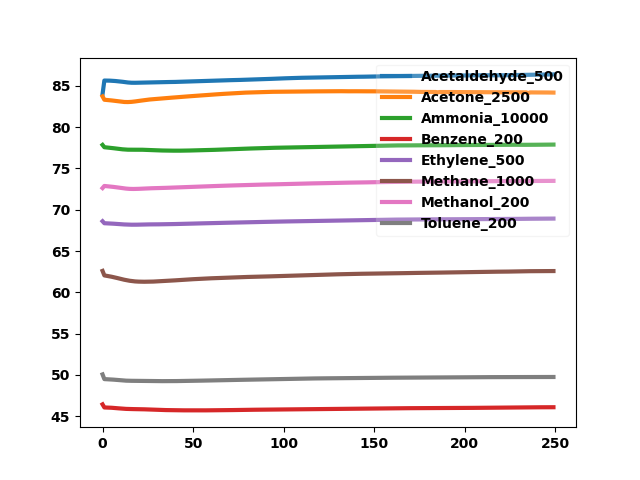 85
80
75
70
65
60
55
50
45
0 50 100 150 200 250
Acetaldehyde_500
Acetone_2500
Ammonia_10000
Benzene_200
Ethylene_500
Methane_1000
Methanol_200
Toluene_200